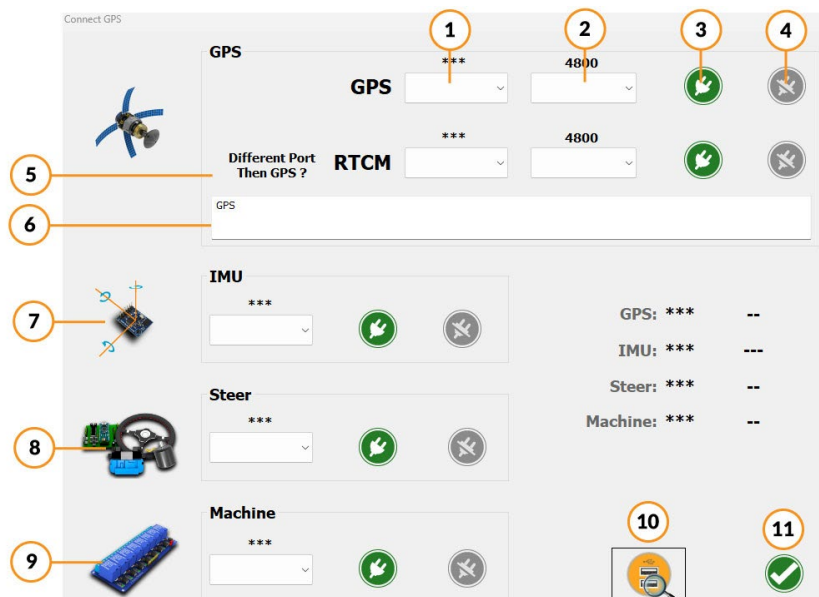 Connect GPS
1
2
3
4
GPS
***
4800
GPS
***
4800
5
Different Port
Then GPS ?
RTCM
6
GPS
IMU
***
7
GPS: *** --
IMU: *** ---
Steer: *** --
Machine: *** --
Steer
***
8
Machine
***
9
10
11